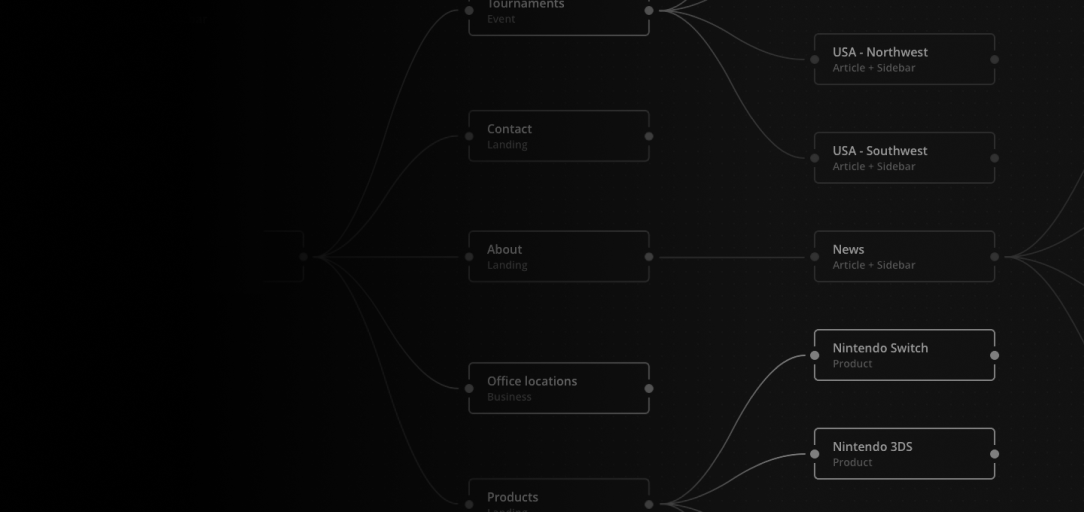 Tournaments
Event
Contact
Landing
About
Landing
Office locations
Business
Products
Landing
USA - Northwest
Article + Sidebar
USA - Southwest
Article + Sidebar
News
Article + Sidebar
Nintendo Switch
Product
Nintendo 3DS
Product